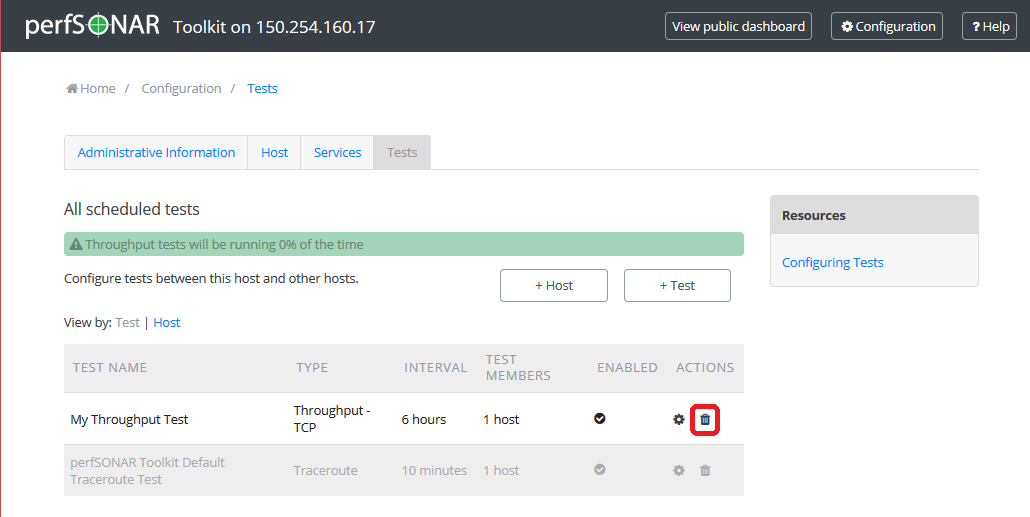 perfSONAR Toolkit on 150.254.160.17
View public dashboard
Configuration
? Help
Home / Configuration / Tests
Administrative Information
Host
Services
Tests
All scheduled tests
Throughput tests will be running 0% of the time
Configure tests between this host and other hosts.
+ Host
+ Test
View by: Test | Host
Resources
Configuring Tests
TEST NAME TYPE INTERVAL TEST MEMBERS ENABLED ACTIONS
My Throughput Test Throughput - TCP 6 hours 1 host
perfSONAR Toolkit Default Traceroute Test Traceroute 10 minutes 1 host